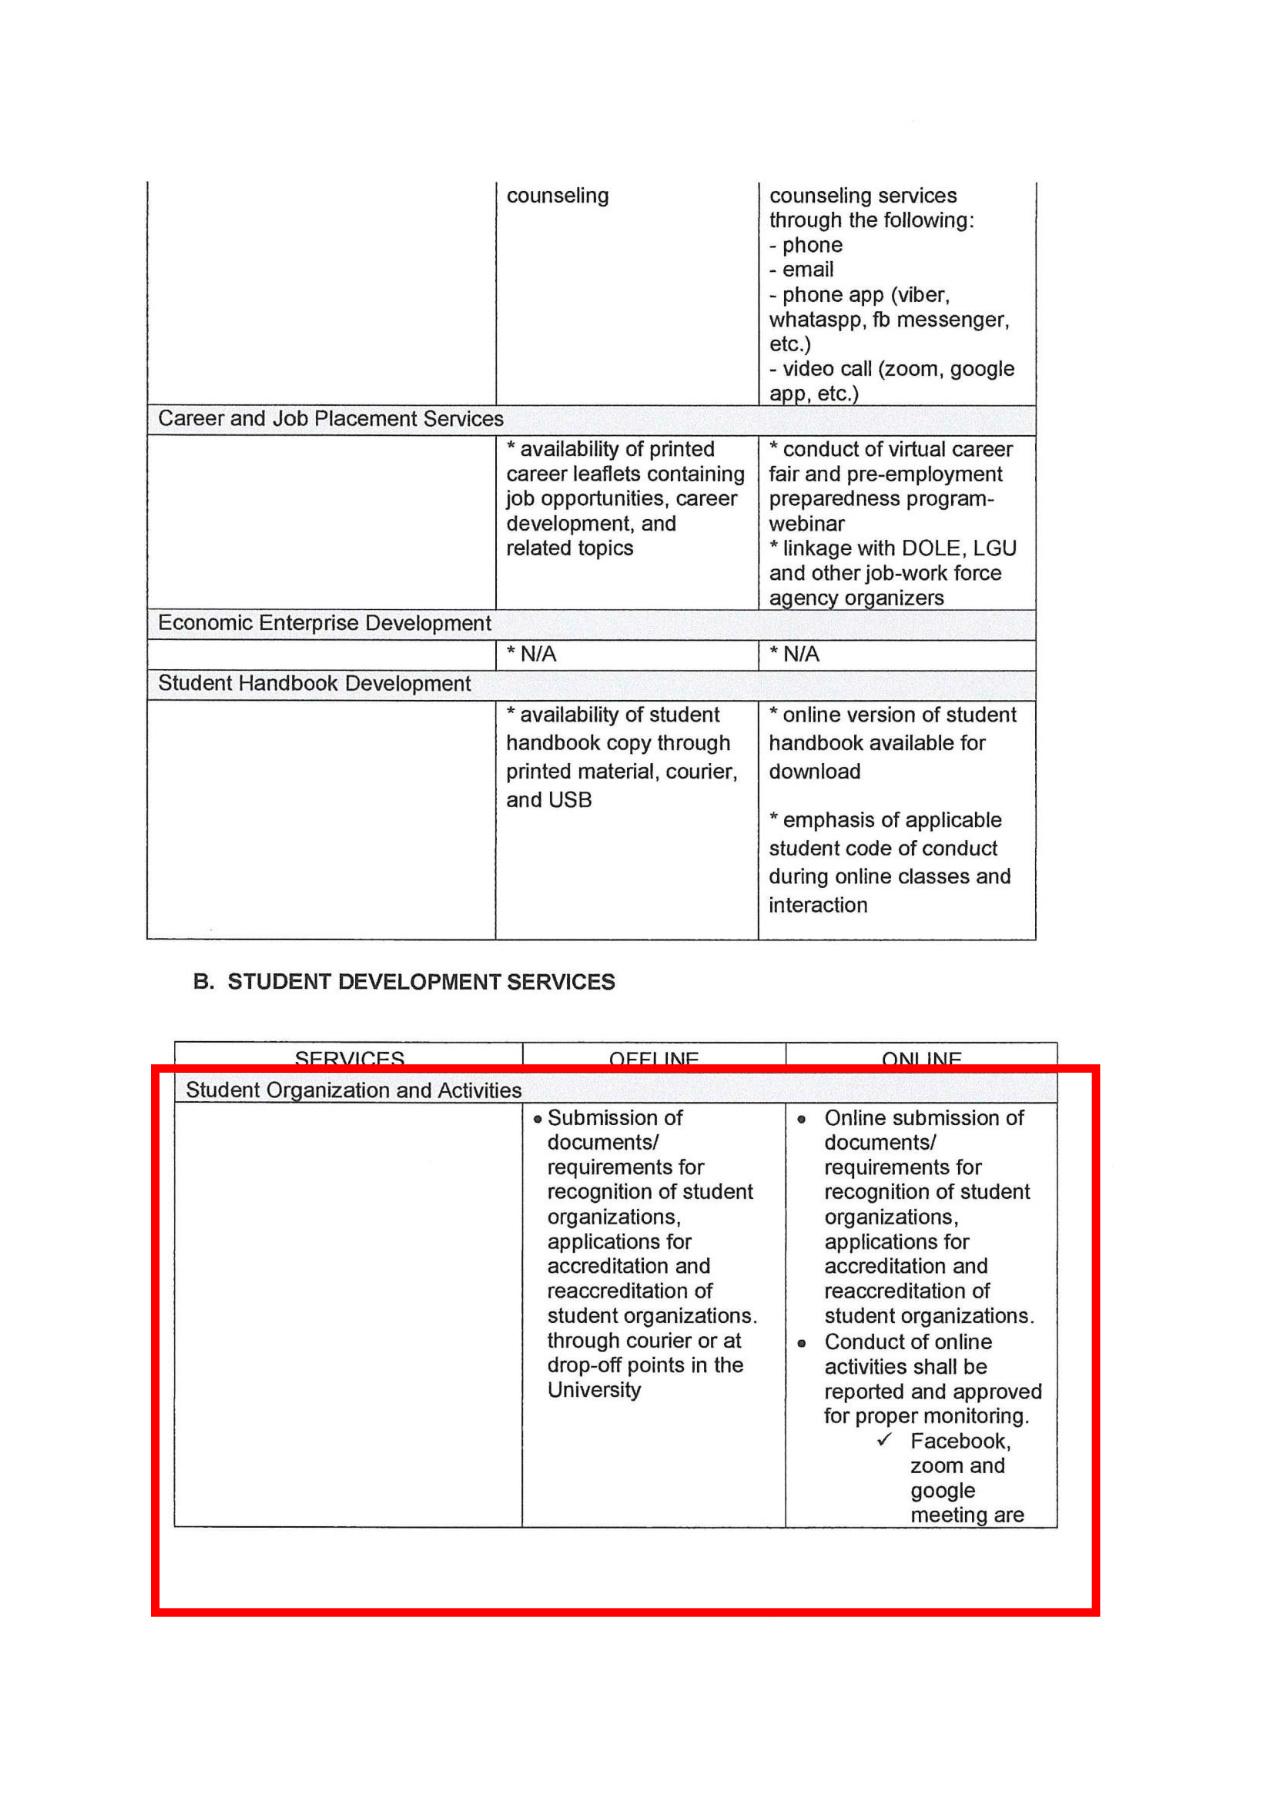 counseling
counseling services
through the following:
- phone
- email
- phone app (viber,
whataspp, fb messenger,
etc.)
- video call (zoom, google
app, etc.)
Career and Job Placement Services
* availability of printed
career leaflets containing
job opportunities, career
development, and
related topics
* conduct of virtual career
fair and pre-employment
preparedness program-
webinar
* linkage with DOLE, LGU
and other job-work force
agency organizers
Economic Enterprise Development
* N/A
* N/A
Student Handbook Development
* availability of student
handbook copy through
printed material, courier,
and USB
* online version of student
handbook available for
download
* emphasis of applicable
student code of conduct
during online classes and
interaction
B. STUDENT DEVELOPMENT SERVICES
SERVICES
OFFLINE
ONLINE
Student Organization and Activities
• Submission of
documents/
requirements for
recognition of student
organizations,
applications for
accreditation and
reaccreditation of
student organizations.
through courier or at
drop-off points in the
University
• Online submission of
documents/
requirements for
recognition of student
organizations,
applications for
accreditation and
reaccreditation of
student organizations.
• Conduct of online
activities shall be
reported and approved
for proper monitoring.
✓ Facebook,
zoom and
google
meeting are